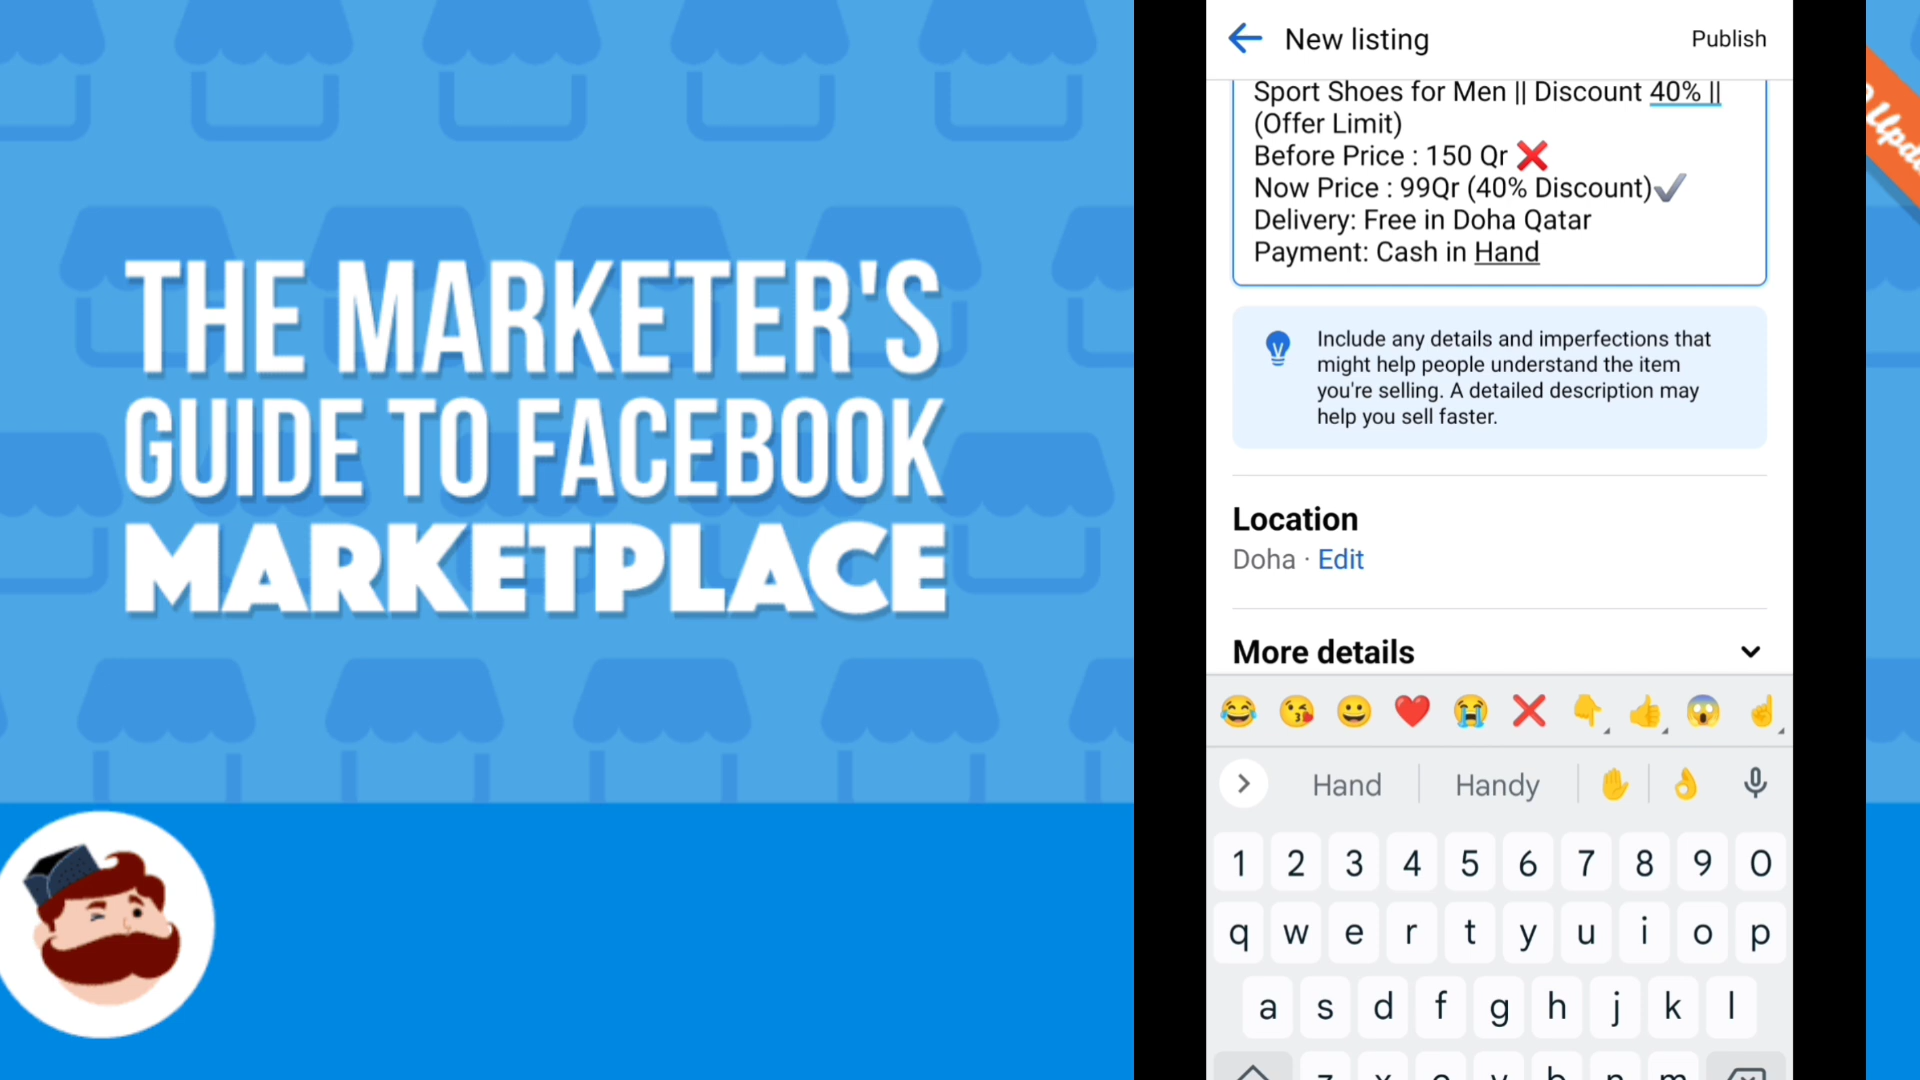 THE MARKETER'S
GUIDE TO FACEBOOK
MARKETPLACE
New listing
Publish
Sport Shoes for Men || Discount 40% ||
(Offer Limit)
Before Price : 150 Qr ❌
Now Price : 99Qr (40% Discount)✔️
Delivery: Free in Doha Qatar
Payment: Cash in Hand
Include any details and imperfections that
might help people understand the item
you're selling. A detailed description may
help you sell faster.
Location
Doha · Edit
More details
😂 😘 😀 ❤️ 😭 ❌ 👇 👍 😱 ☝️
Hand Handy ✋ 👌
1 2 3 4 5 6 7 8 9 0
q w e r t y u i o p
a s d f g h j k l
z x c v b n m